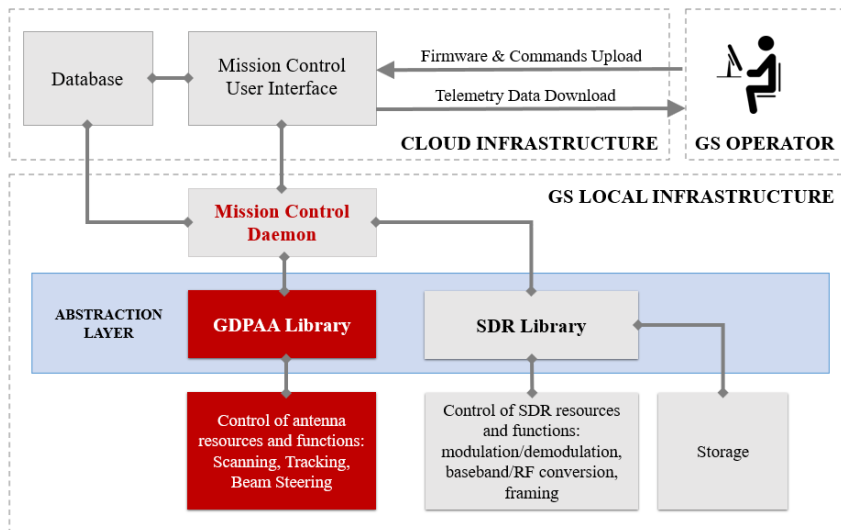 Database
Mission Control
User Interface
Firmware & Commands Upload
Telemetry Data Download
CLOUD INFRASTRUCTURE
GS OPERATOR
GS LOCAL INFRASTRUCTURE
Mission Control
Daemon
ABSTRACTION
LAYER
GDPAA Library
SDR Library
Control of antenna
resources and functions:
Scanning, Tracking,
Beam Steering
Control of SDR resources
and functions:
modulation/demodulation,
baseband/RF conversion,
framing
Storage